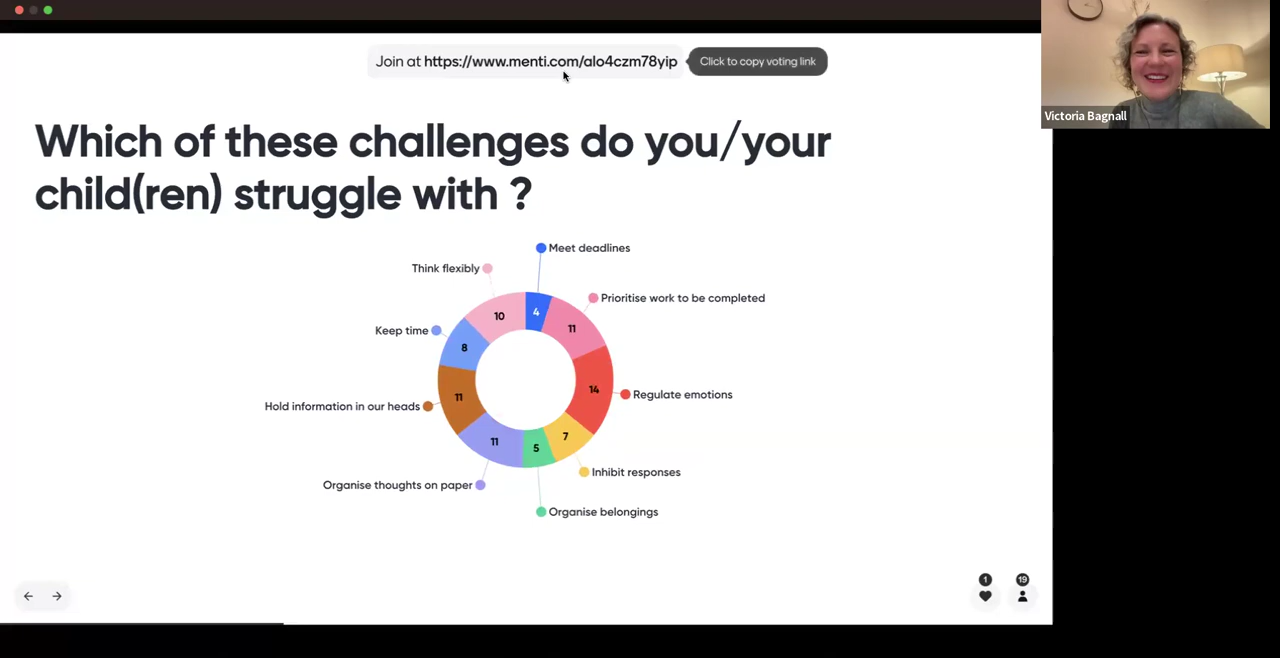 Join at https://www.menti.com/alo4czm78yip
Click to copy voting link
Victoria Bagnall
Which of these challenges do you/your
child(ren) struggle with ?
Meet deadlines
Think flexibly
Prioritise work to be completed
Keep time
Regulate emotions
Hold information in our heads
Inhibit responses
Organise thoughts on paper
Organise belongings
4
10
11
8
14
11
7
11
5
1
19